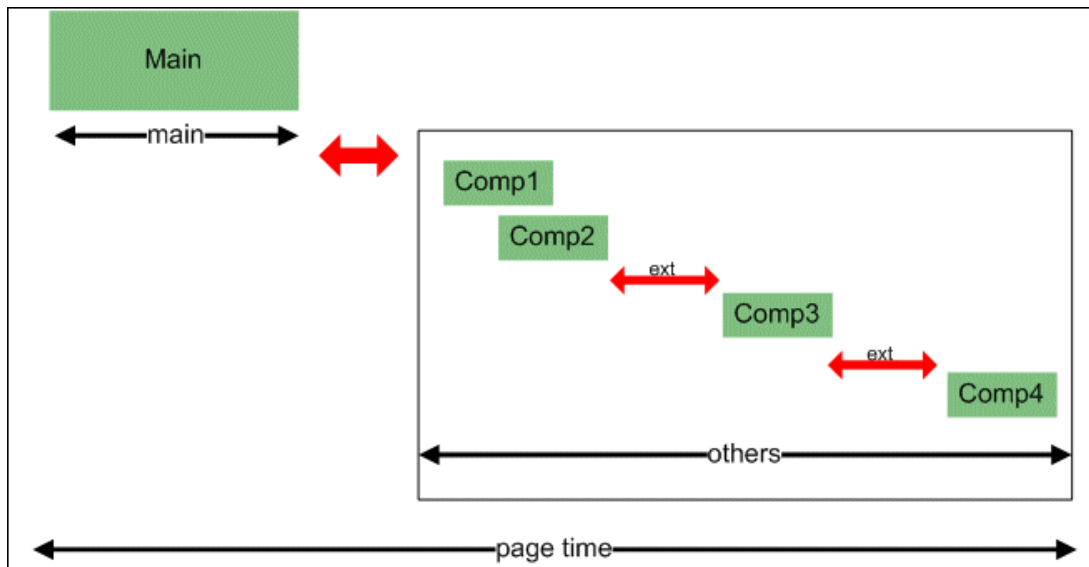 Main
main
Comp1
Comp2
ext
Comp3
ext
Comp4
others
page time